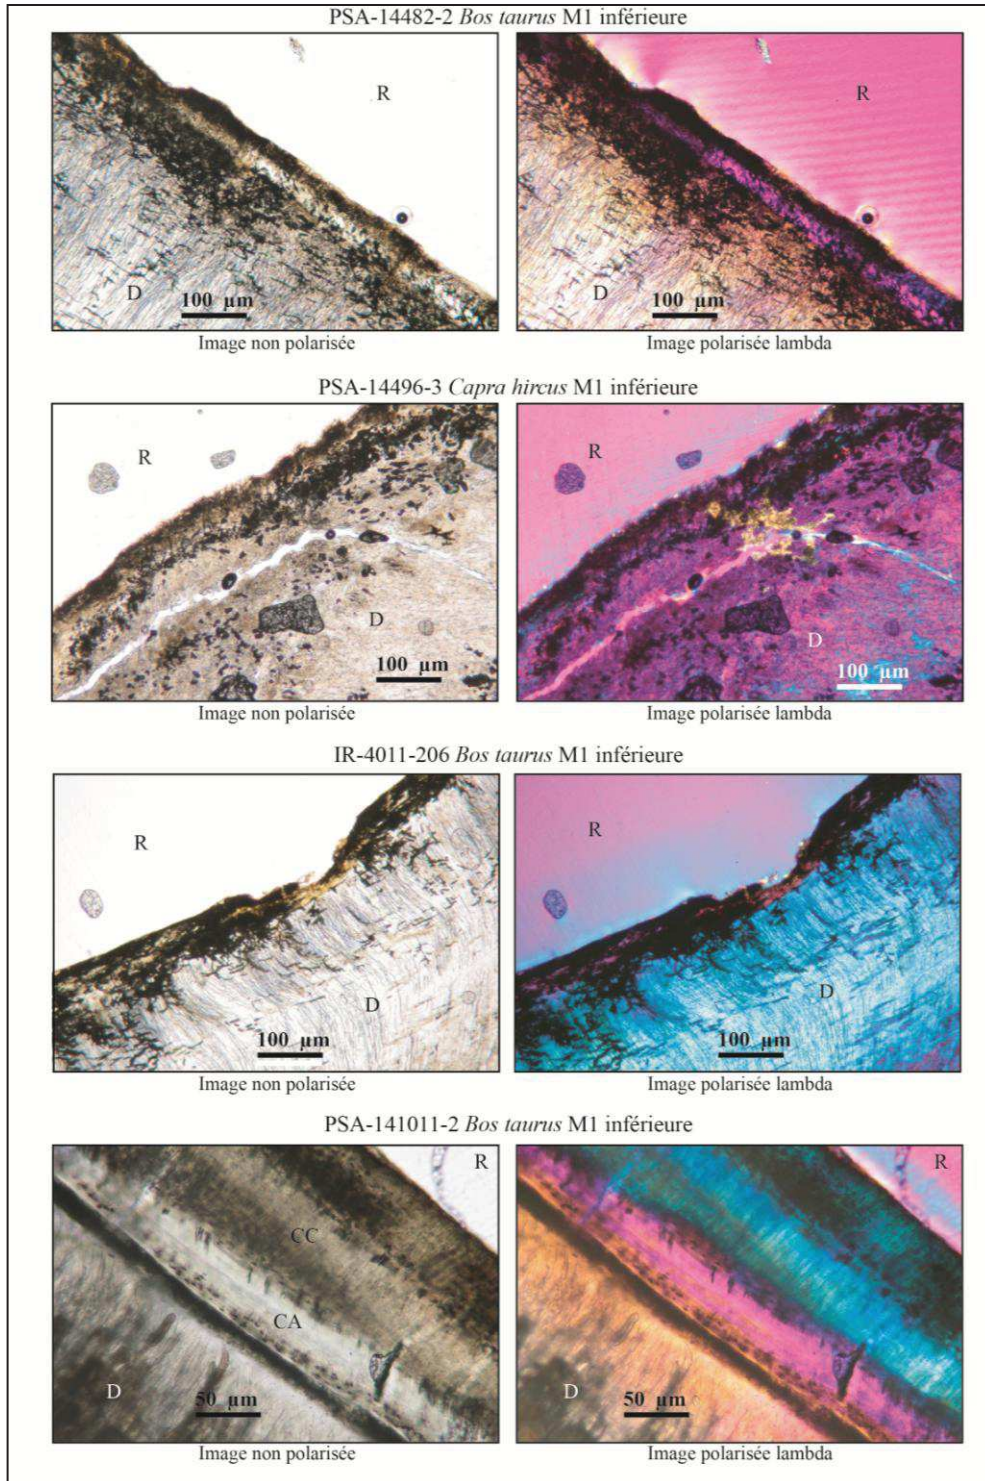 PSA-14482-2 Bos taurus M1 inférieure
R
R
D
D
100 µm
100 µm
Image non polarisée
Image polarisée lambda
PSA-14496-3 Capra hircus M1 inférieure
R
R
D
D
100 µm
100 µm
Image non polarisée
Image polarisée lambda
IR-4011-206 Bos taurus M1 inférieure
R
R
D
D
100 µm
100 µm
Image non polarisée
Image polarisée lambda
PSA-141011-2 Bos taurus M1 inférieure
R
R
CC
CA
D
D
50 µm
50 µm
Image non polarisée
Image polarisée lambda